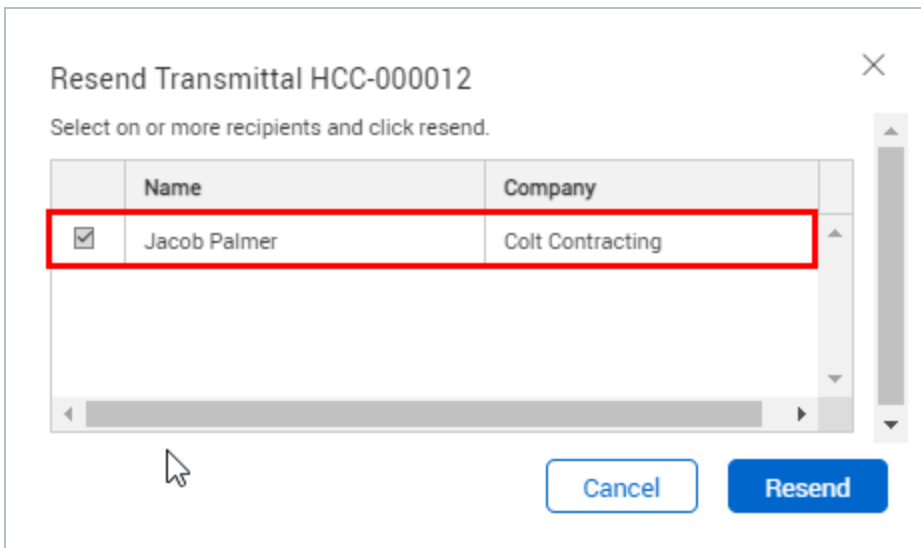 Resend Transmittal HCC-000012
Select on or more recipients and click resend.
Name Company
Jacob Palmer Colt Contracting
Cancel Resend